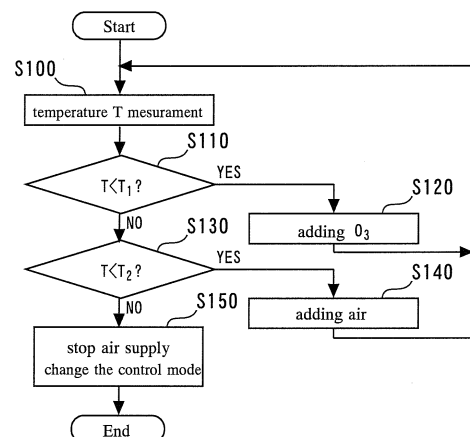 Start
S100
temperature T mesurament
S110
T<T1?
YES
NO
S120
adding O3
S130
T<T2?
YES
NO
S140
adding air
S150
stop air supply
change the control mode
End